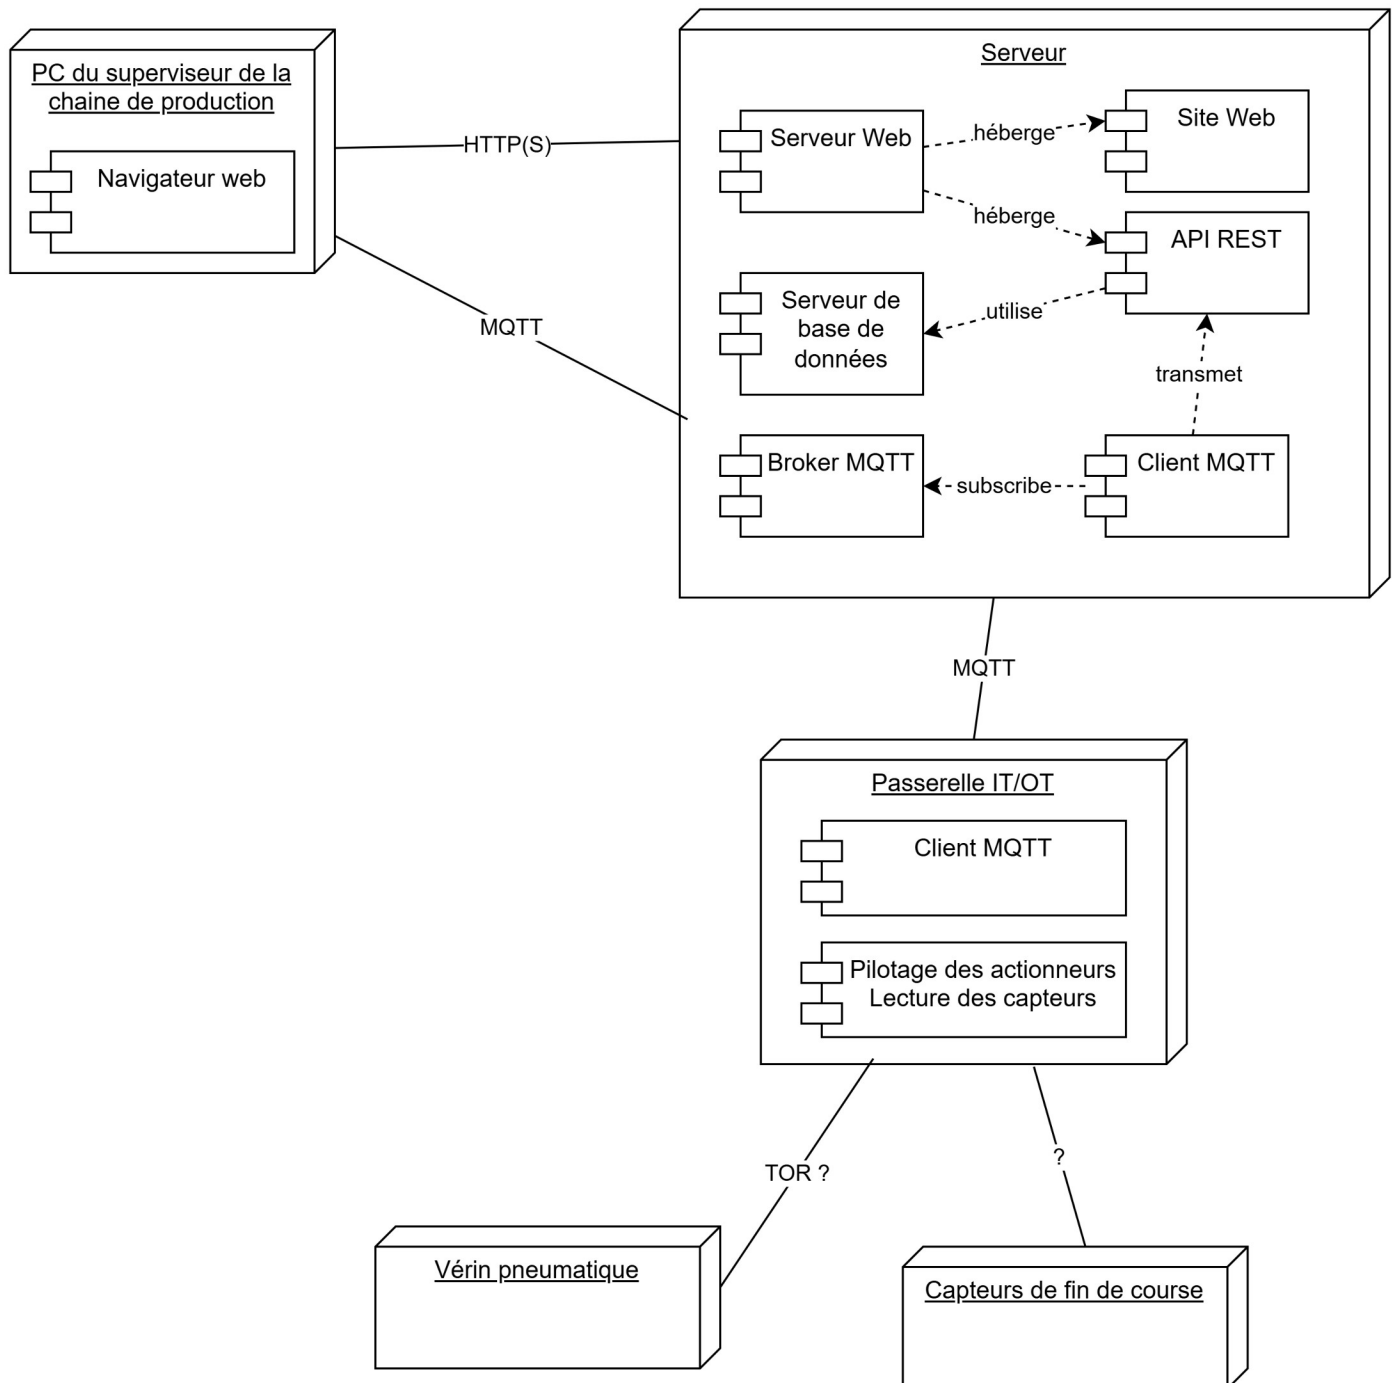 PC du superviseur de la
chaine de production
Navigateur web
HTTP(S)
MQTT
Serveur
Serveur Web
héberge
Site Web
héberge
API REST
Serveur de
base de
données
utilise
transmet
Broker MQTT
subscribe
Client MQTT
MQTT
Passerelle IT/OT
Client MQTT
Pilotage des actionneurs
Lecture des capteurs
TOR ?
?
Vérin pneumatique
Capteurs de fin de course